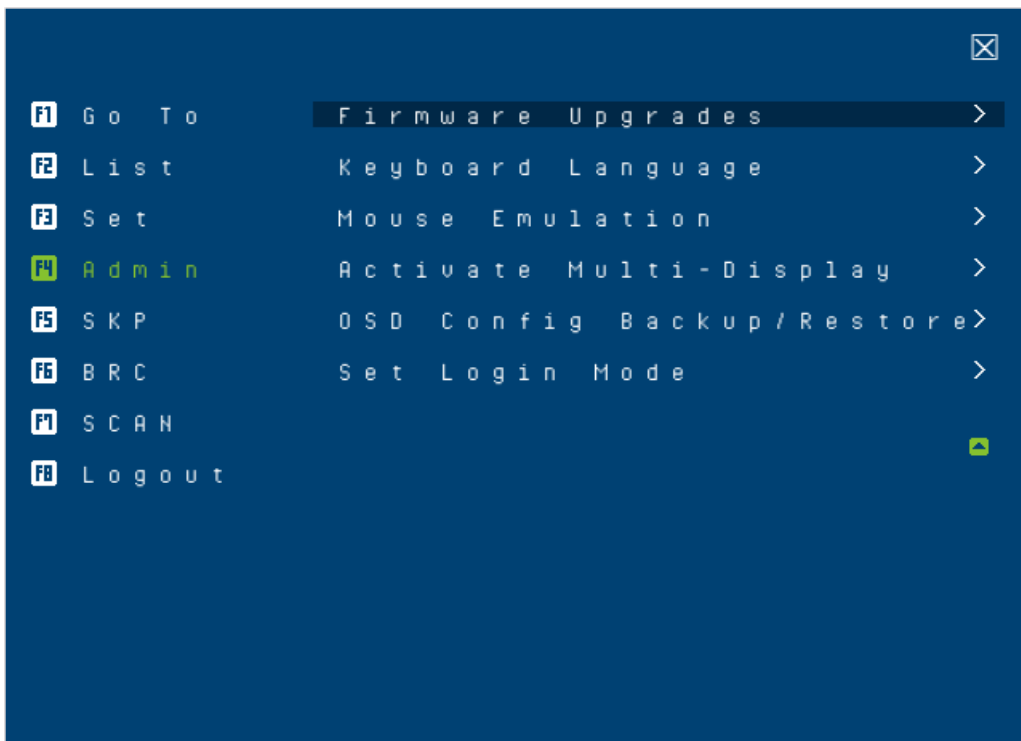 F1 Go To Firmware Upgrades >
F2 List Keyboard Language >
F3 Set Mouse Emulation >
F4 Admin Activate Multi-Display >
F5 SKP OSD Config Backup/Restore >
F6 BRC Set Login Mode >
F7 SCAN
F8 Logout